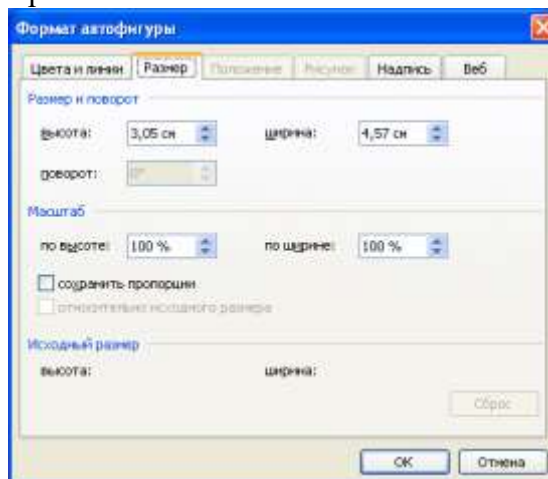 Формат автофигуры
Цвета и линии Размер Положение Рисунок Надпись Веб
Размер и поворот
высота: 3,05 см ширина: 4,57 см
поворот: 0°
Масштаб
по высоте: 100 % по ширине: 100 %
сохранить пропорции
относительно исходного размера
Исходный размер
высота: ширина:
Сброс
ОК Отмена